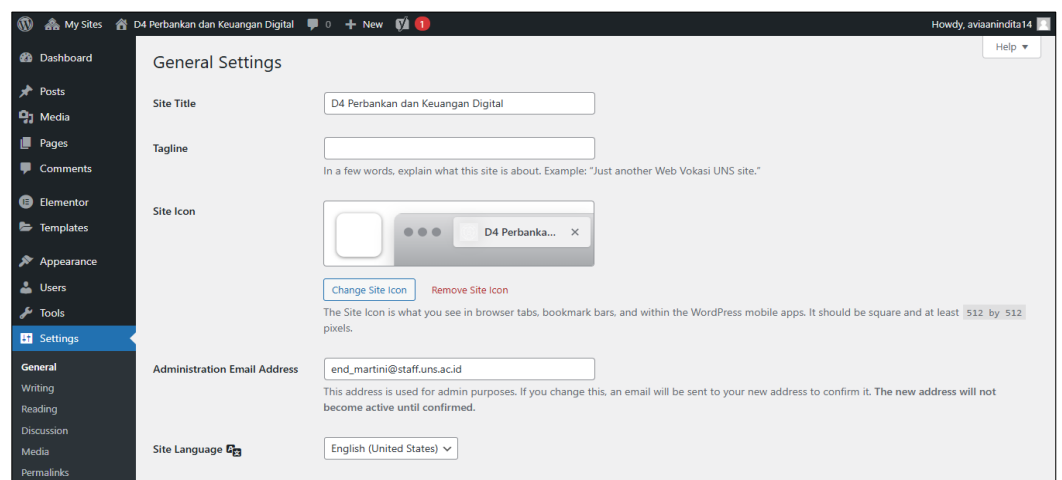 My Sites D4 Perbankan dan Keuangan Digital 0 + New 1 Howdy, aviaanindita14
Help ▼
Dashboard
Posts
Media
Pages
Comments
Elementor
Templates
Appearance
Users
Tools
Settings
General
Writing
Reading
Discussion
Media
Permalinks
General Settings
Site Title D4 Perbankan dan Keuangan Digital
Tagline
In a few words, explain what this site is about. Example: “Just another Web Vokasi UNS site.”
Site Icon
D4 Perbanka... ×
Change Site Icon Remove Site Icon
The Site Icon is what you see in browser tabs, bookmark bars, and within the WordPress mobile apps. It should be square and at least 512 by 512
pixels.
Administration Email Address end_martini@staff.uns.ac.id
This address is used for admin purposes. If you change this, an email will be sent to your new address to confirm it. The new address will not
become active until confirmed.
Site Language English (United States)